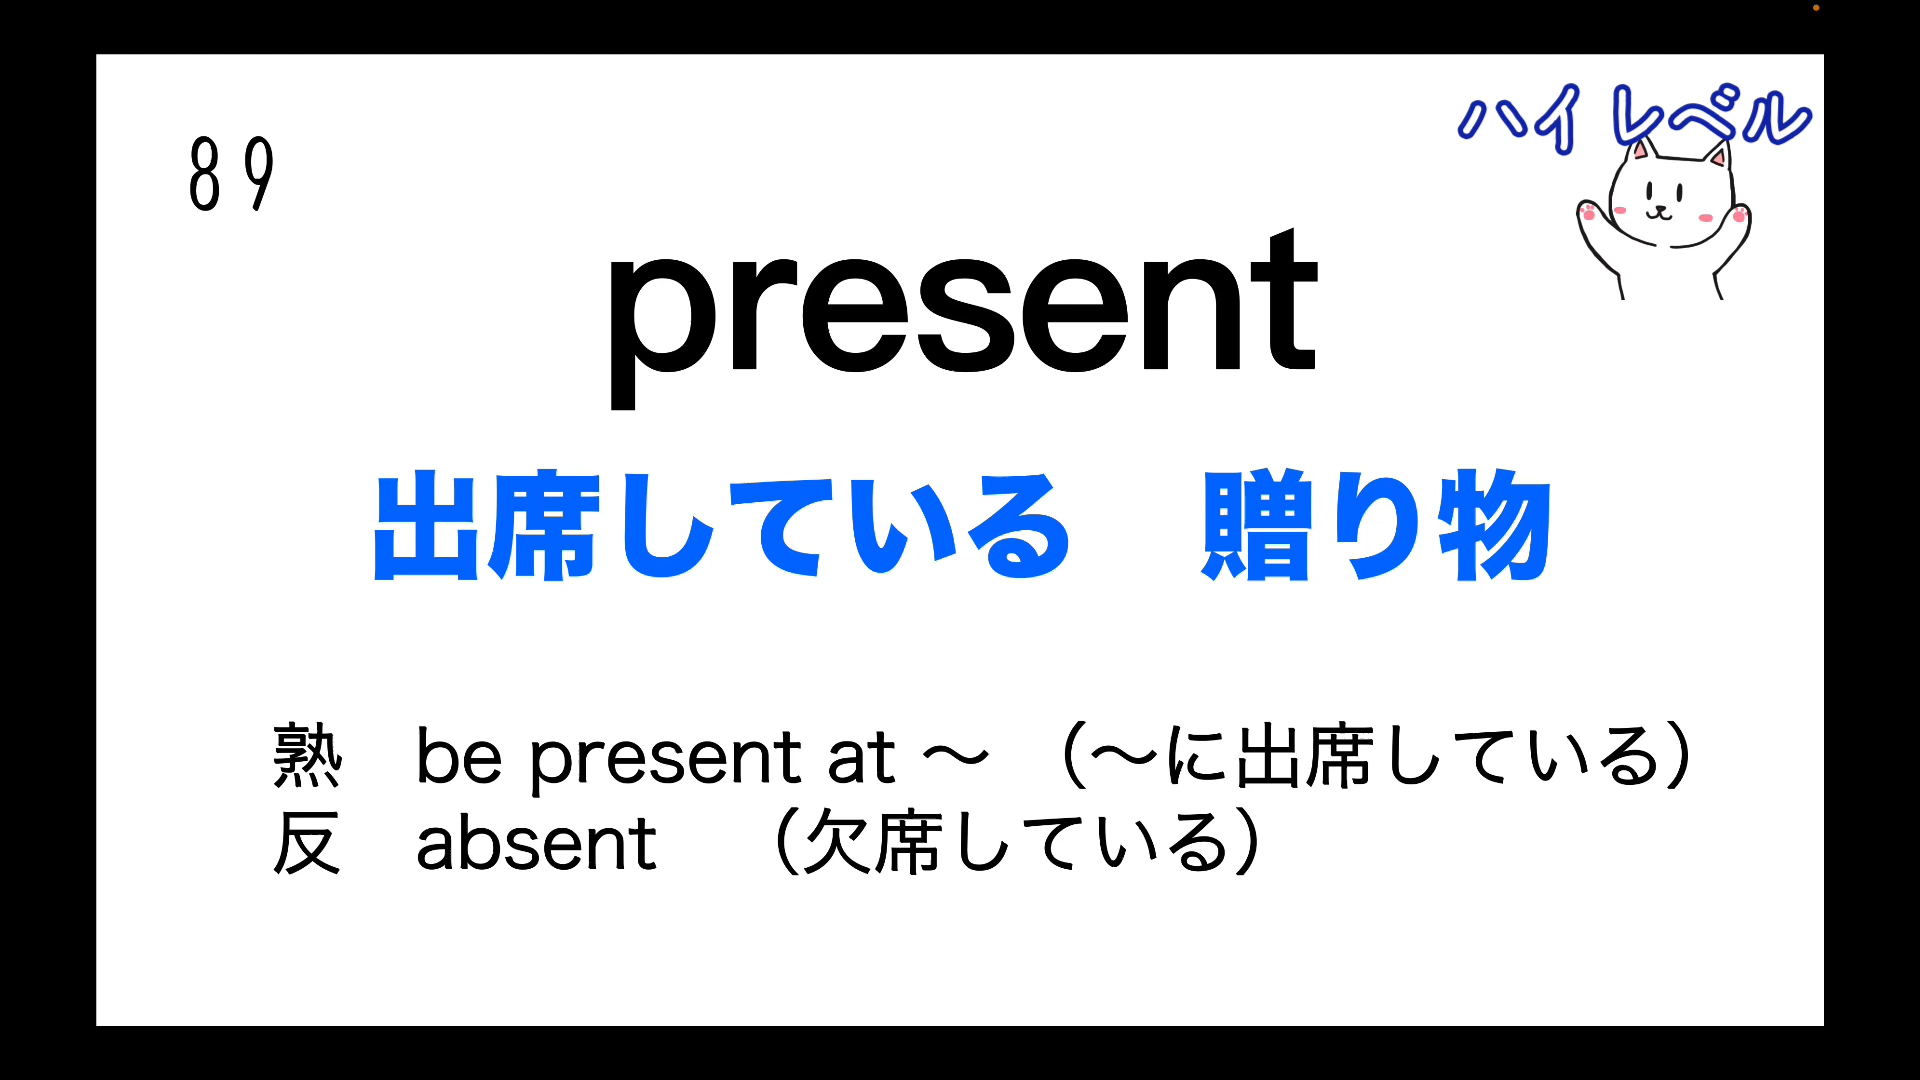 ハイレベル
89
present
出席している　贈り物
熟　be present at ～　（～に出席している）
反　absent　（欠席している）